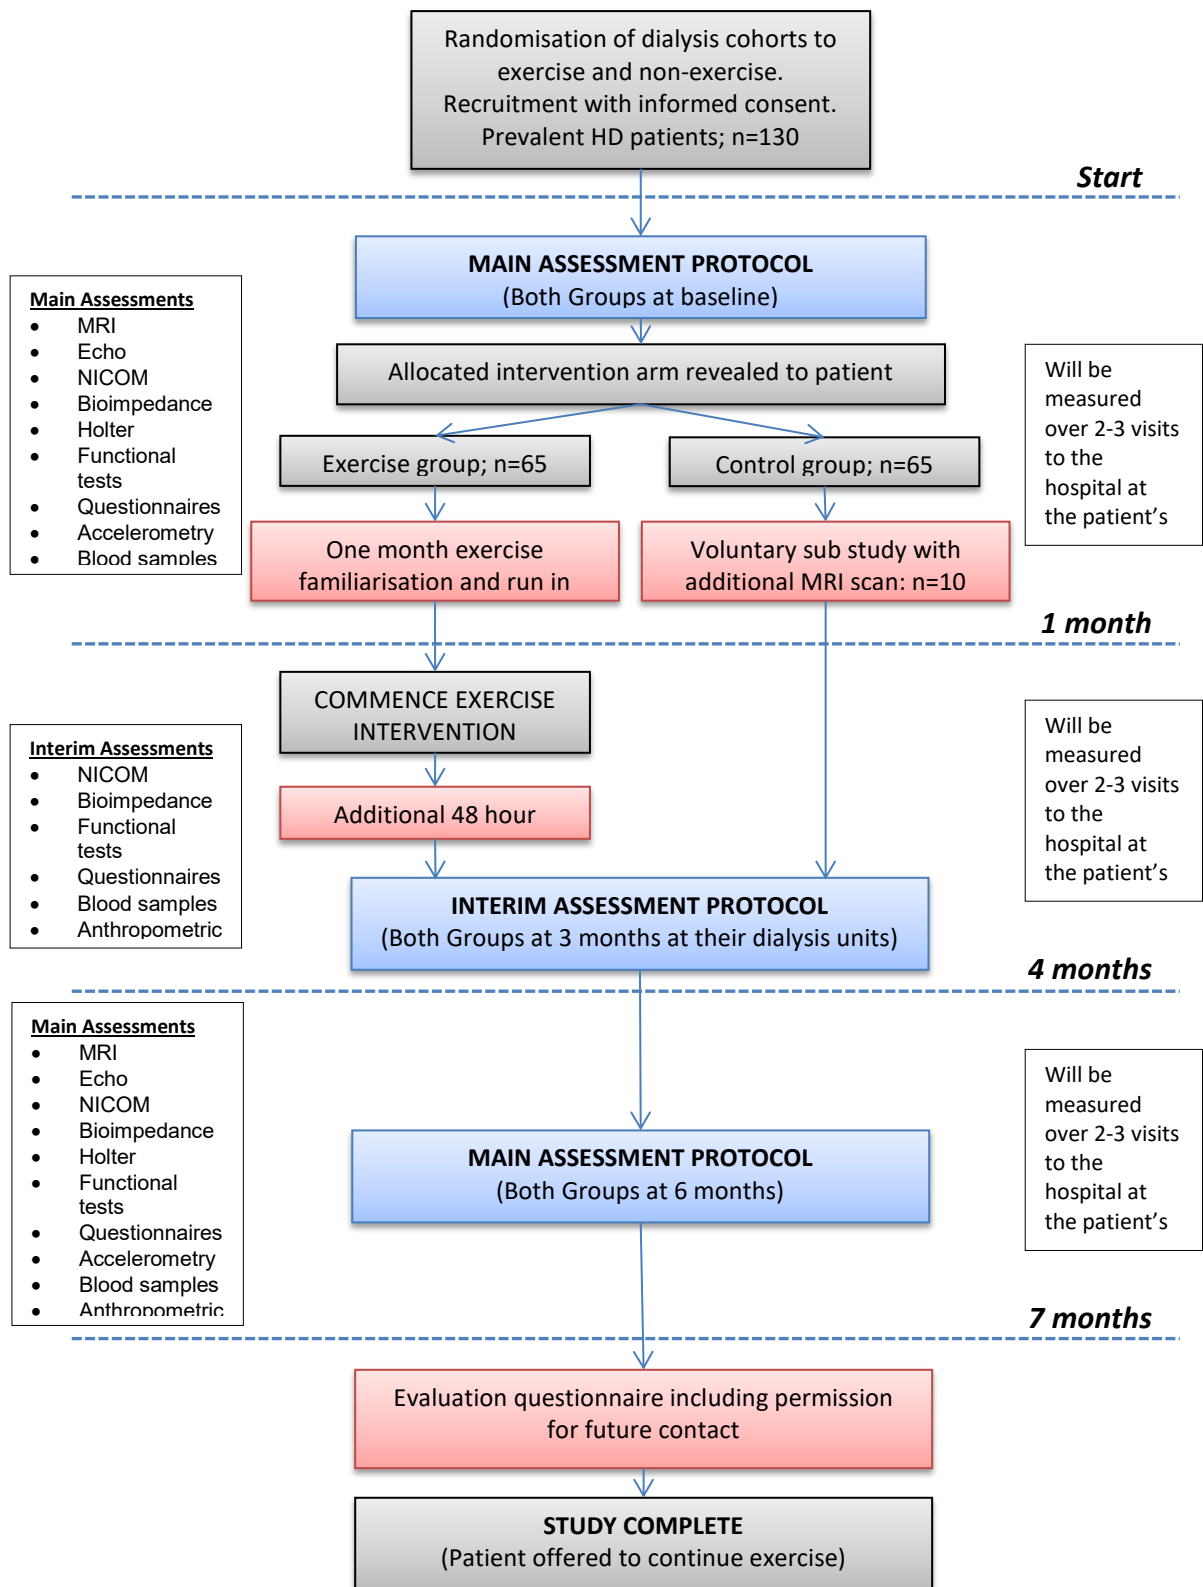 Randomisation of dialysis cohorts to
exercise and non-exercise.
Recruitment with informed consent.
Prevalent HD patients; n=130
Start
MAIN ASSESSMENT PROTOCOL
(Both Groups at baseline)
Main Assessments
• MRI
• Echo
• NICOM
• Bioimpedance
• Holter
• Functional
tests
• Questionnaires
• Accelerometry
• Blood samples
Allocated intervention arm revealed to patient
Will be
measured
over 2-3 visits
to the
hospital at
the patient’s
Exercise group; n=65
Control group; n=65
One month exercise
familiarisation and run in
Voluntary sub study with
additional MRI scan: n=10
1 month
COMMENCE EXERCISE
INTERVENTION
Additional 48 hour
Interim Assessments
• NICOM
• Bioimpedance
• Functional
tests
• Questionnaires
• Blood samples
• Anthropometric
Will be
measured
over 2-3 visits
to the
hospital at
the patient’s
INTERIM ASSESSMENT PROTOCOL
(Both Groups at 3 months at their dialysis units)
4 months
Main Assessments
• MRI
• Echo
• NICOM
• Bioimpedance
• Holter
• Functional
tests
• Questionnaires
• Accelerometry
• Blood samples
• Anthropometric
Will be
measured
over 2-3 visits
to the
hospital at
the patient’s
MAIN ASSESSMENT PROTOCOL
(Both Groups at 6 months)
7 months
Evaluation questionnaire including permission
for future contact
STUDY COMPLETE
(Patient offered to continue exercise)